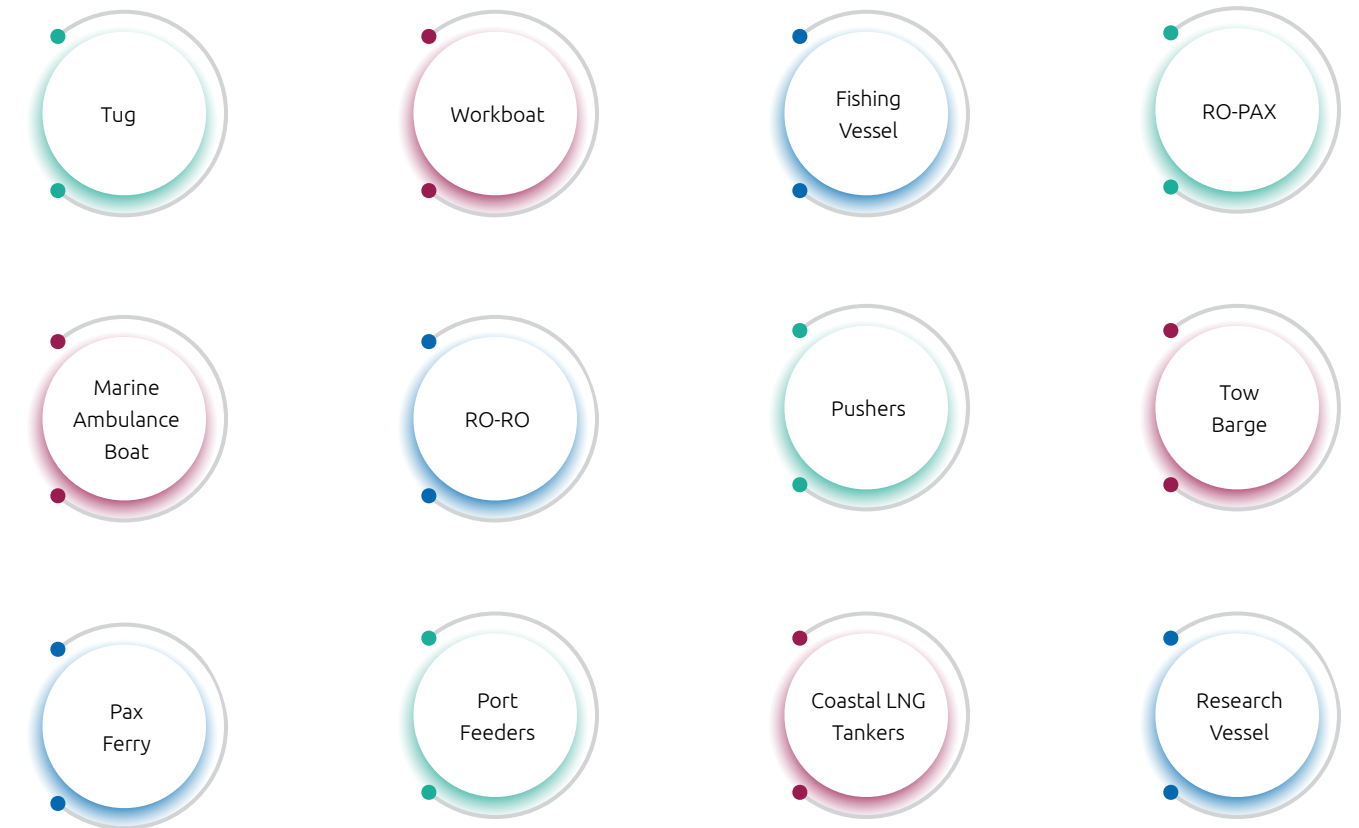 Tug
Workboat
Fishing
Vessel
RO-PAX
Marine
Ambulance
Boat
RO-RO
Pushers
Tow
Barge
Pax
Ferry
Port
Feeders
Coastal LNG
Tankers
Research
Vessel